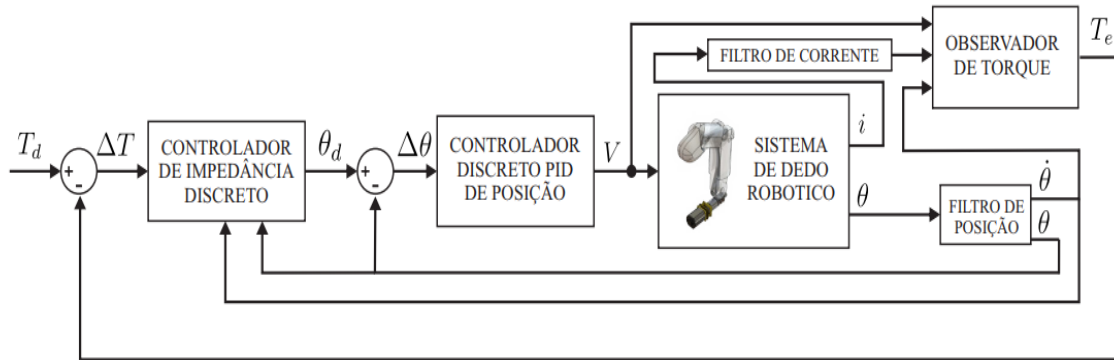 T_d
+
-
ΔT
CONTROLADOR
DE IMPEDÂNCIA
DISCRETO
θ_d
+
-
Δθ
CONTROLADOR
DISCRETO PID
DE POSIÇÃO
V
SISTEMA
DE DEDO
ROBOTICO
i
θ
FILTRO DE CORRENTE
OBSERVADOR
DE TORQUE
T_e
FILTRO DE
POSIÇÃO
θ̇
θ